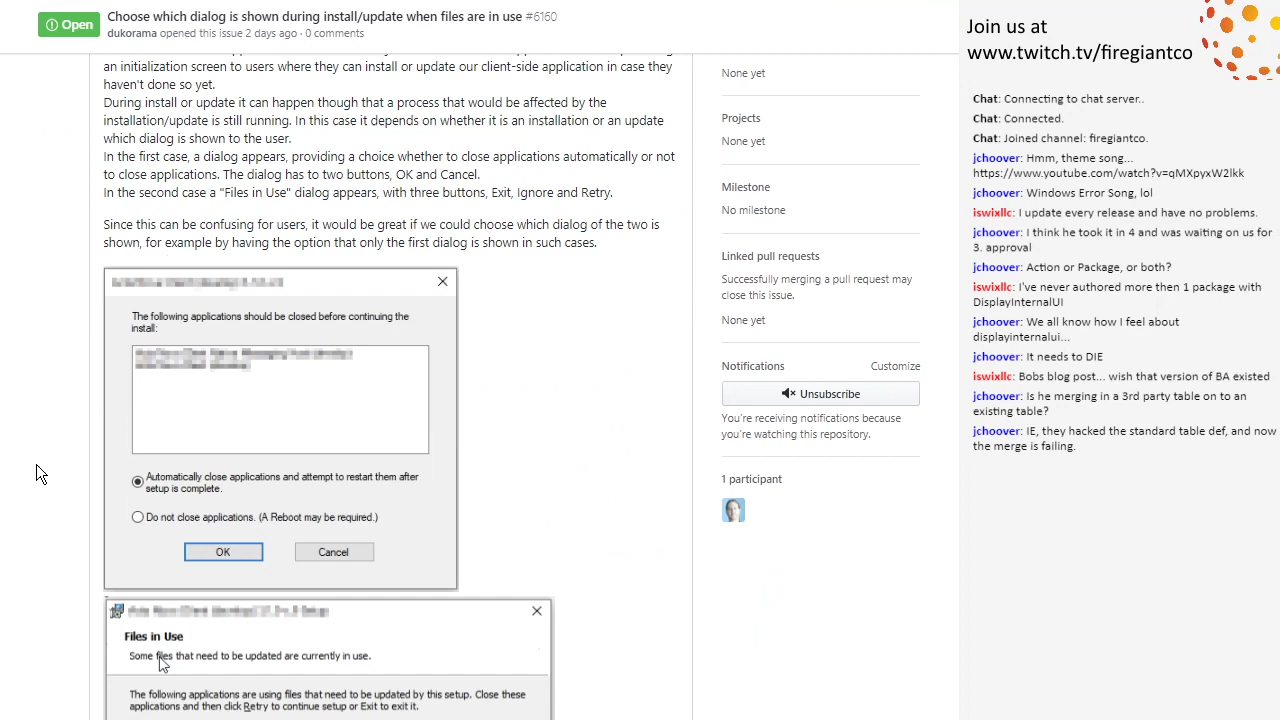 Open
Choose which dialog is shown during install/update when files are in use #6160
dukorama opened this issue 2 days ago · 0 comments
an initialization screen to users where they can install or update our client-side application in case they
haven't done so yet.
During install or update it can happen though that a process that would be affected by the
installation/update is still running. In this case it depends on whether it is an installation or an update
which dialog is shown to the user.
In the first case, a dialog appears, providing a choice whether to close applications automatically or not
to close applications. The dialog has to two buttons, OK and Cancel.
In the second case a "Files in Use" dialog appears, with three buttons, Exit, Ignore and Retry.
Since this can be confusing for users, it would be great if we could choose which dialog of the two is
shown, for example by having the option that only the first dialog is shown in such cases.
The following applications should be closed before continuing the
install:
Automatically close applications and attempt to restart them after
setup is complete.
Do not close applications. (A Reboot may be required.)
OK
Cancel
Files in Use
Some files that need to be updated are currently in use.
The following applications are using files that need to be updated by this setup. Close these
applications and then click Retry to continue setup or Exit to exit it.
None yet
Projects
None yet
Milestone
No milestone
Linked pull requests
Successfully merging a pull request may
close this issue.
None yet
Notifications
Customize
Unsubscribe
You're receiving notifications because
you're watching this repository.
1 participant
Join us at
www.twitch.tv/firegiantco
Chat: Connecting to chat server..
Chat: Connected.
Chat: Joined channel: firegiantco.
jchoover: Hmm, theme song...
https://www.youtube.com/watch?v=qMXpyxW2lkk
jchoover: Windows Error Song, lol
iswixllc: I update every release and have no problems.
jchoover: I think he took it in 4 and was waiting on us for
3. approval
jchoover: Action or Package, or both?
iswixllc: I've never authored more then 1 package with
DisplayInternalUI
jchoover: We all know how I feel about
displayinternalui...
jchoover: It needs to DIE
iswixllc: Bobs blog post... wish that version of BA existed
jchoover: Is he merging in a 3rd party table on to an
existing table?
jchoover: IE, they hacked the standard table def, and now
the merge is failing.